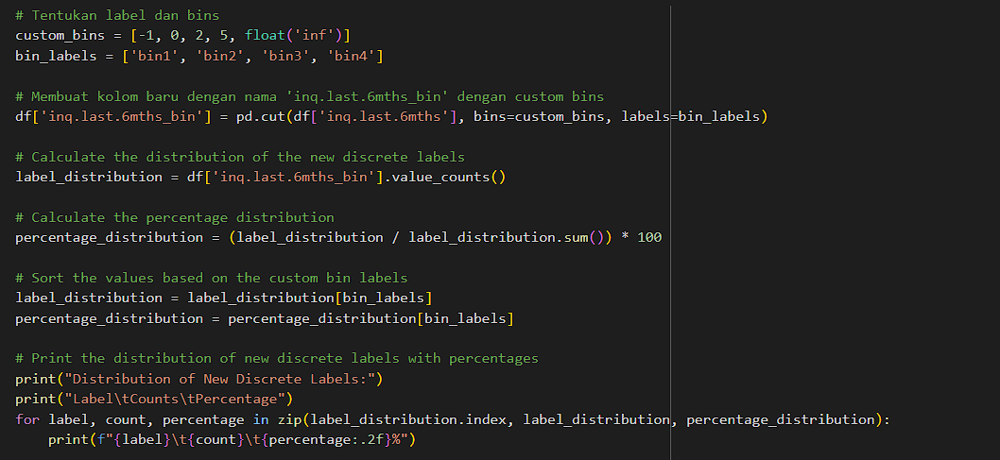 # Tentukan label dan bins
custom_bins = [-1, 0, 2, 5, float('inf')]
bin_labels = ['bin1', 'bin2', 'bin3', 'bin4']
# Membuat kolom baru dengan nama 'inq.last.6mths_bin' dengan custom bins
df['inq.last.6mths_bin'] = pd.cut(df['inq.last.6mths'], bins=custom_bins, labels=bin_labels)
# Calculate the distribution of the new discrete labels
label_distribution = df['inq.last.6mths_bin'].value_counts()
# Calculate the percentage distribution
percentage_distribution = (label_distribution / label_distribution.sum()) * 100
# Sort the values based on the custom bin labels
label_distribution = label_distribution[bin_labels]
percentage_distribution = percentage_distribution[bin_labels]
# Print the distribution of new discrete labels with percentages
print("Distribution of New Discrete Labels:")
print("Label\tCounts\tPercentage")
for label, count, percentage in zip(label_distribution.index, label_distribution, percentage_distribution):
    print(f"{label}\t{count}\t{percentage:.2f}%")